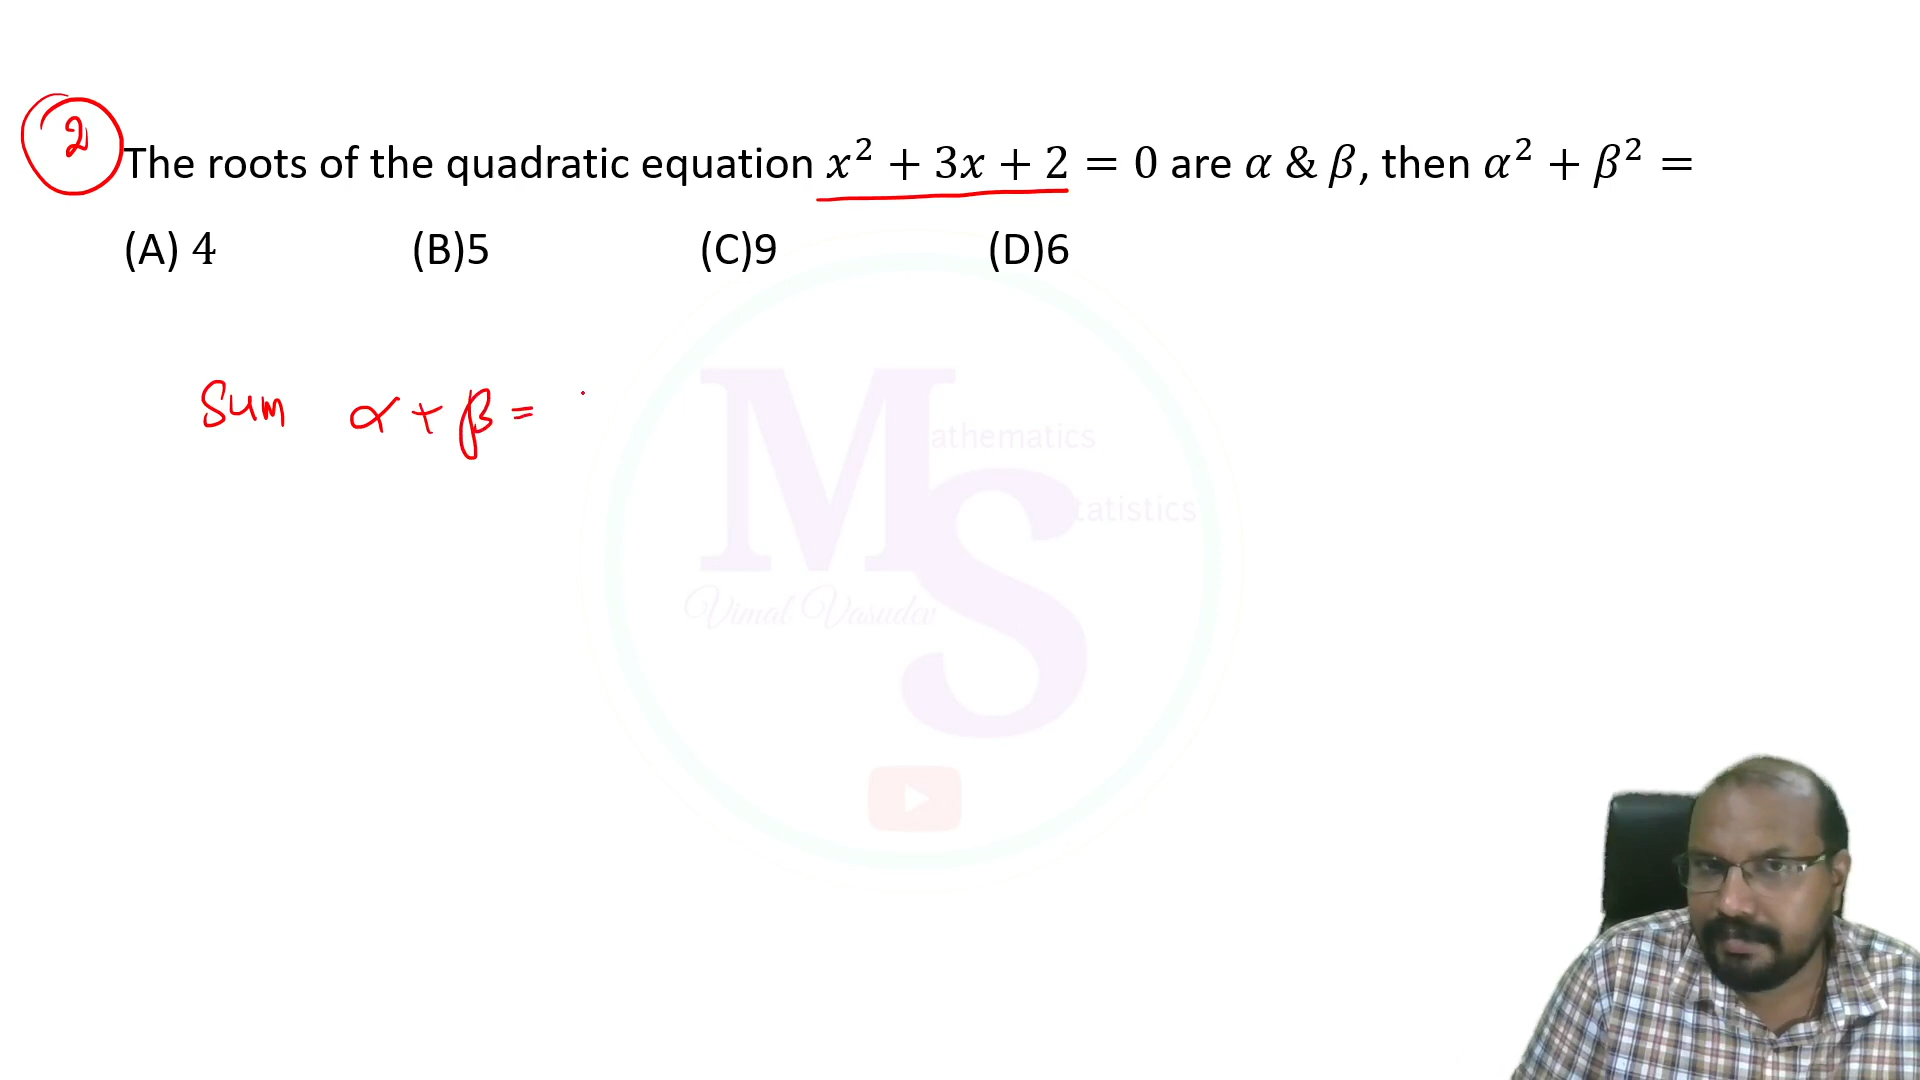 2
The roots of the quadratic equation x² + 3x + 2 = 0 are α & β, then α² + β² =
(A) 4 (B)5 (C)9 (D)6
Sum α + β =
M
athematics
S
tatistics
Vimal Vasudev